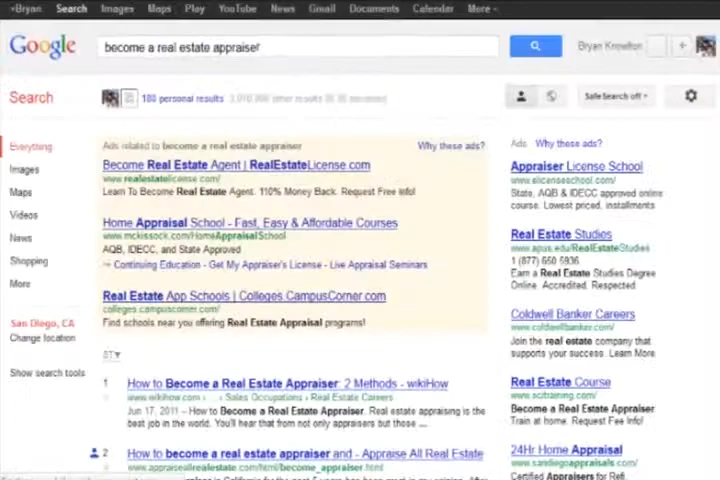 +Bryan Search Images Maps Play YouTube News Gmail Documents Calendar More
Google
become a real estate appraiser
Bryan Knowlton
Search
180 personal results
SafeSearch off
Everything
Images
Maps
Videos
News
Shopping
More
San Diego, CA
Change location
Show search tools
Ads related to become a real estate appraiser
Why these ads?
Become Real Estate Agent | RealEstateLicense.com
www.realestatelicense.com/
Learn To Become Real Estate Agent. 110% Money Back. Request Free Info!
Home Appraisal School - Fast, Easy & Affordable Courses
www.mckissock.com/HomeAppraisalSchool
AQB, IDECC, and State Approved
Continuing Education - Get My Appraiser's License - Live Appraisal Seminars
Real Estate App Schools | Colleges.CampusCorner.com
colleges.campuscorner.com/
Find schools near you offering Real Estate Appraisal programs!
1 How to Become a Real Estate Appraiser: 2 Methods - wikiHow
www.wikihow.com › ... › Sales Occupations › Real Estate Careers
Jun 17, 2011 – How to Become a Real Estate Appraiser. Real estate appraising is the
best job in the world. You'll hear that from not only appraisers but those ...
2 How to become a real estate appraiser and - Appraise All Real Estate
www.appraiseallrealestate.com/html/become_appraiser.html
Ads Why these ads?
Appraiser License School
www.elicenseschool.com/
State, AQB & IDECC approved online
course. Lowest priced, installments
Real Estate Studies
www.apus.edu/RealEstateStudies
Earn a Real Estate Studies Degree
Online. Accredited, Respected
Coldwell Banker Careers
www.coldwellbanker.com/
Join the real estate company that
supports your success. Learn More
Real Estate Course
www.scitraining.com/
Become a Real Estate Appraiser
Train at home. Request Fee Info!
24Hr Home Appraisal
www.sandiegoappraisals.com/
Certified Appraisers for Refi,